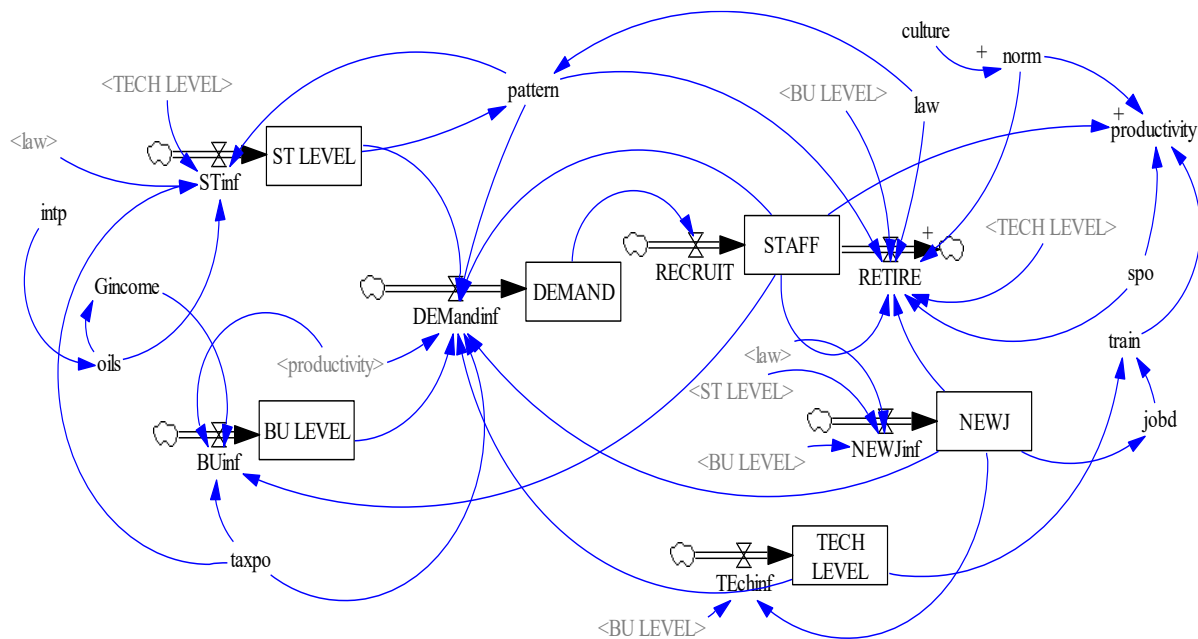 culture
+
norm
<TECH LEVEL>
pattern
<BU LEVEL>
law
+
productivity
<law>
ST LEVEL
STinf
intp
STAFF
+
<TECH LEVEL>
RECRUIT
RETIRE
spo
Gincome
DEMAND
DEMandinf
oils
<productivity>
<law>
train
<ST LEVEL>
BU LEVEL
BUinf
NEWJ
jobd
NEWJinf
<BU LEVEL>
taxpo
TECH
LEVEL
TEchinf
<BU LEVEL>